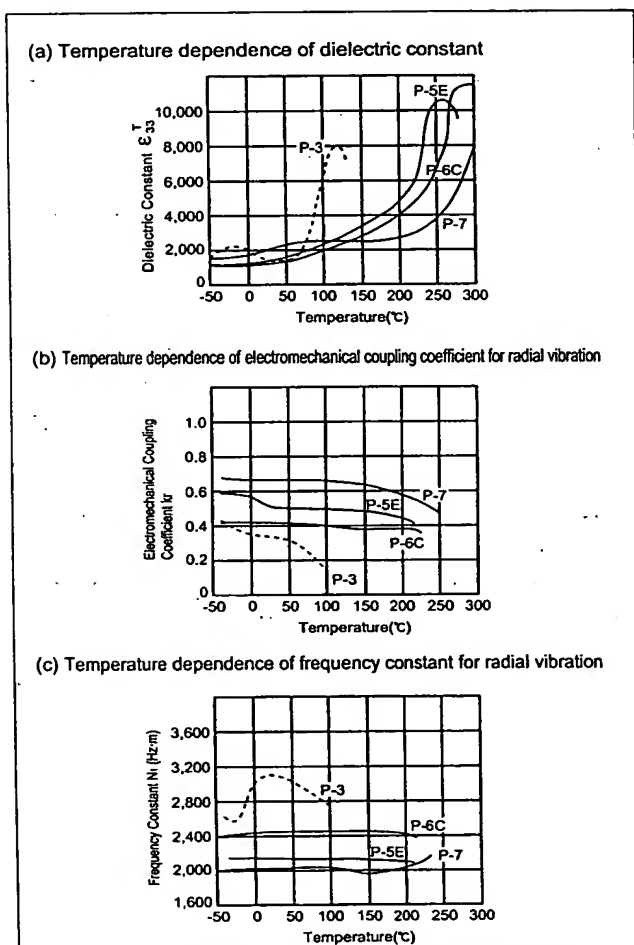 (a) Temperature dependence of dielectric constant
Dielectric Constant ε33T
10,000
8,000
6,000
4,000
2,000
0
P-5E
P-3
P-6C
P-7
-50 0 50 100 150 200 250 300
Temperature(℃)
(b) Temperature dependence of electromechanical coupling coefficient for radial vibration
Electromechanical Coupling
Coefficient kr
1.0
0.8
0.6
0.4
0.2
0
P-7
P-5E
P-6C
P-3
-50 0 50 100 150 200 250 300
Temperature(℃)
(c) Temperature dependence of frequency constant for radial vibration
Frequency Constant N1 (Hz·m)
3,600
3,200
2,800
2,400
2,000
1,600
P-3
P-6C
P-5E
P-7
-50 0 50 100 150 200 250 300
Temperature(℃)